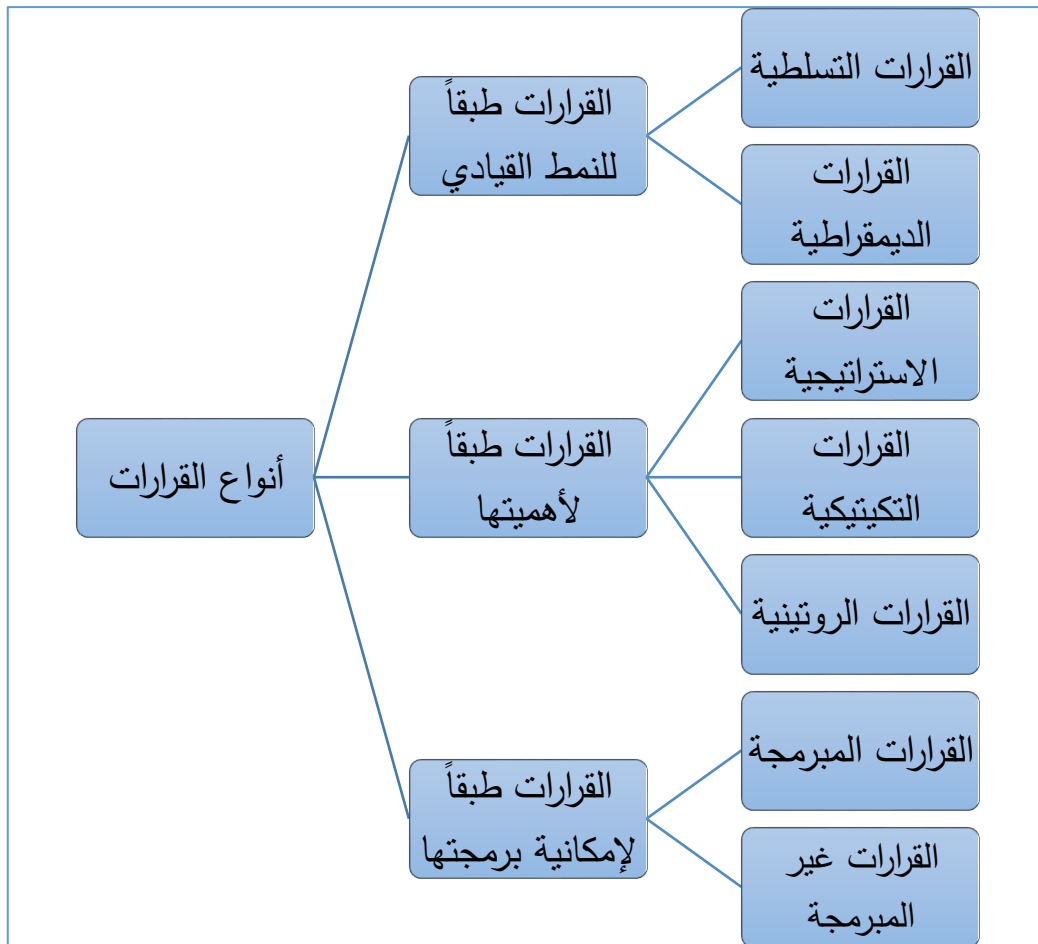 أنواع القرارات
القرارات طبقاً
للنمط القيادي
القرارات التسلطية
القرارات
الديمقراطية
القرارات طبقاً
لأهميتها
القرارات
الاستراتيجية
القرارات
التكيتيكية
القرارات الروتينية
القرارات طبقاً
لإمكانية برمجتها
القرارات المبرمجة
القرارات غير
المبرمجة